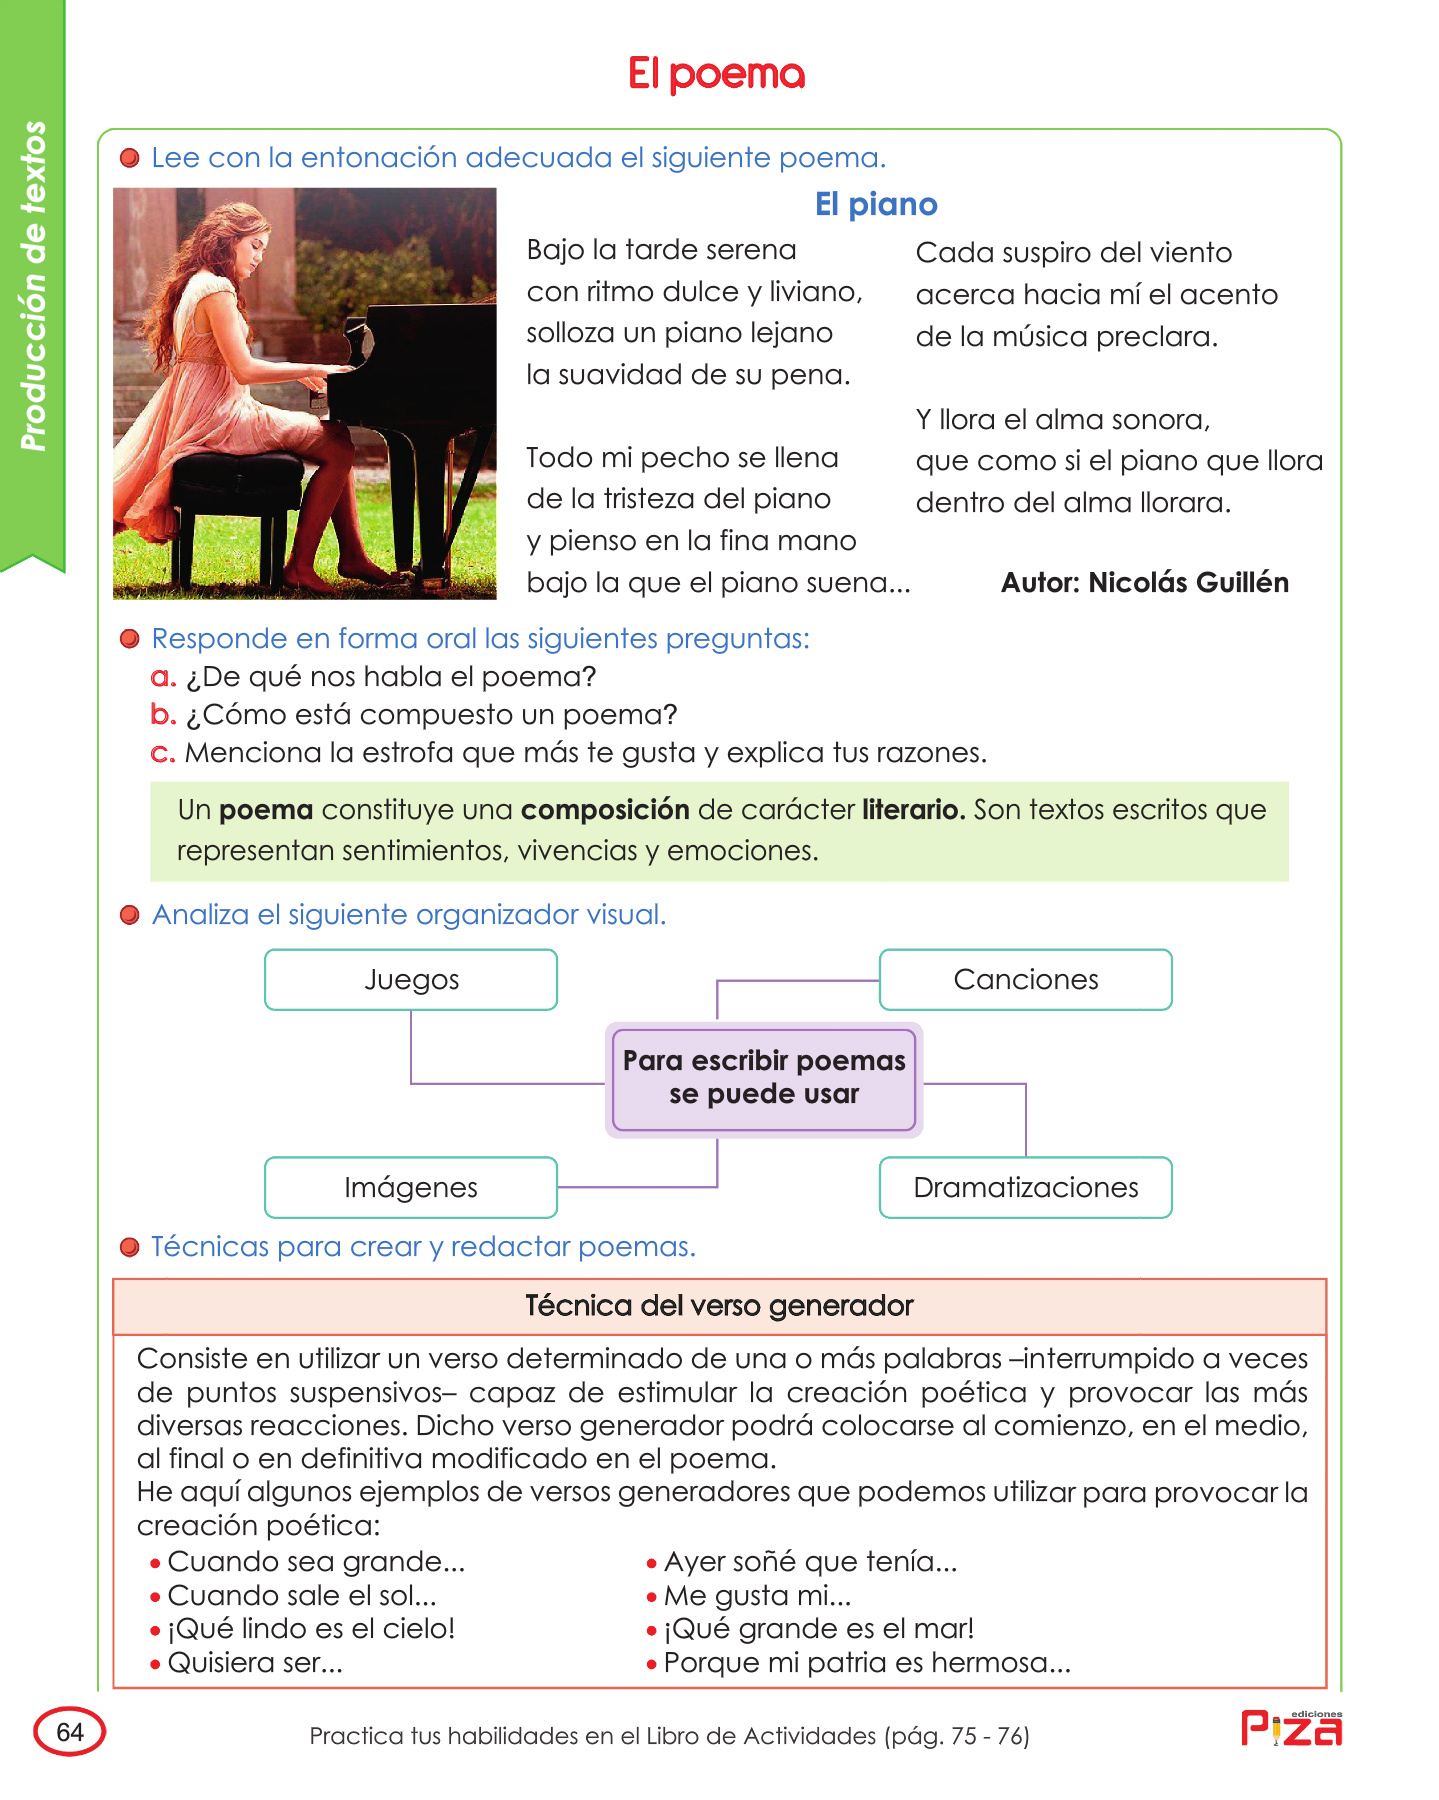 El poema
Producción de textos
Lee con la entonación adecuada el siguiente poema.
El piano
Bajo la tarde serena
con ritmo dulce y liviano,
solloza un piano lejano
la suavidad de su pena.
Todo mi pecho se llena
de la tristeza del piano
y pienso en la fina mano
bajo la que el piano suena...
Cada suspiro del viento
acerca hacia mí el acento
de la música preclara.
Y llora el alma sonora,
que como si el piano que llora
dentro del alma llorara.
Autor: Nicolás Guillén
Responde en forma oral las siguientes preguntas:
a. ¿De qué nos habla el poema?
b. ¿Cómo está compuesto un poema?
c. Menciona la estrofa que más te gusta y explica tus razones.
Un poema constituye una composición de carácter literario. Son textos escritos que
representan sentimientos, vivencias y emociones.
Analiza el siguiente organizador visual.
Juegos
Canciones
Para escribir poemas
se puede usar
Imágenes
Dramatizaciones
Técnicas para crear y redactar poemas.
Técnica del verso generador
Consiste en utilizar un verso determinado de una o más palabras –interrumpido a veces
de puntos suspensivos– capaz de estimular la creación poética y provocar las más
diversas reacciones. Dicho verso generador podrá colocarse al comienzo, en el medio,
al final o en definitiva modificado en el poema.
He aquí algunos ejemplos de versos generadores que podemos utilizar para provocar la
creación poética:
• Cuando sea grande...
• Cuando sale el sol...
• ¡Qué lindo es el cielo!
• Quisiera ser...
• Ayer soñé que tenía...
• Me gusta mi...
• ¡Qué grande es el mar!
• Porque mi patria es hermosa...
64
Practica tus habilidades en el Libro de Actividades (pág. 75 - 76)
ediciones
Piza